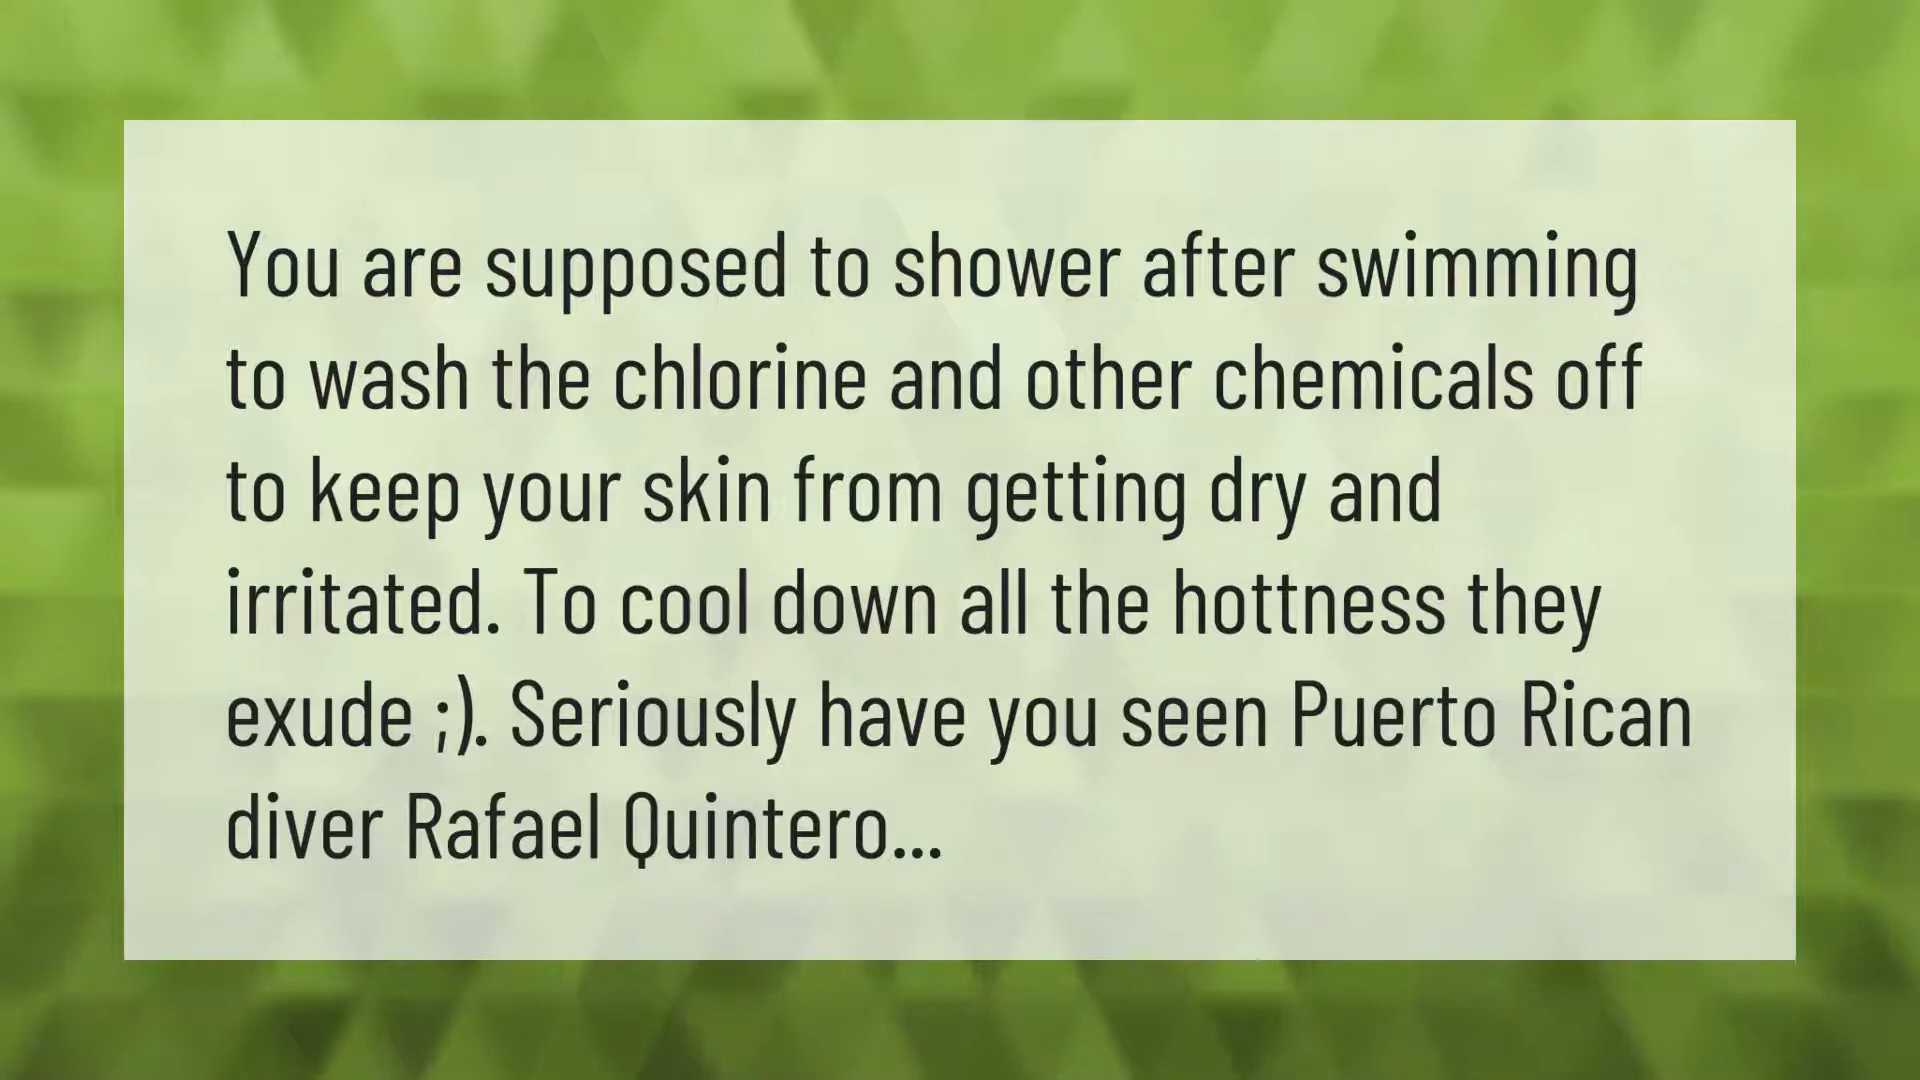 You are supposed to shower after swimming
to wash the chlorine and other chemicals off
to keep your skin from getting dry and
irritated. To cool down all the hottness they
exude ;). Seriously have you seen Puerto Rican
diver Rafael Quintero...